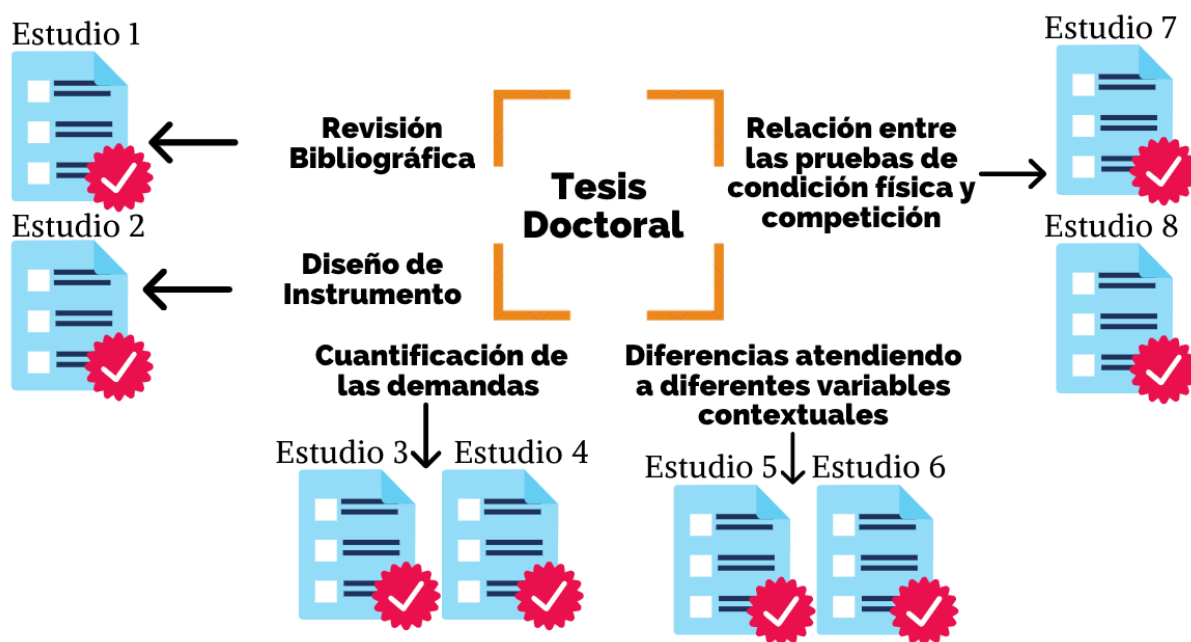 Estudio 1
Revisión
Bibliográfica
Estudio 2
Diseño de
Instrumento
Tesis
Doctoral
Relación entre
las pruebas de
condición física y
competición
Estudio 7
Estudio 8
Cuantificación de
las demandas
Estudio 3
Estudio 4
Diferencias atendiendo
a diferentes variables
contextuales
Estudio 5
Estudio 6